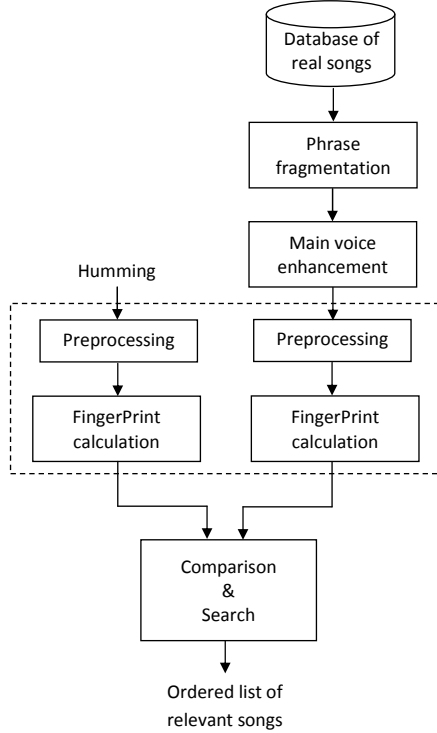 Database of
real songs
Phrase
fragmentation
Main voice
enhancement
Humming
Preprocessing
Preprocessing
FingerPrint
calculation
FingerPrint
calculation
Comparison
&
Search
Ordered list of
relevant songs